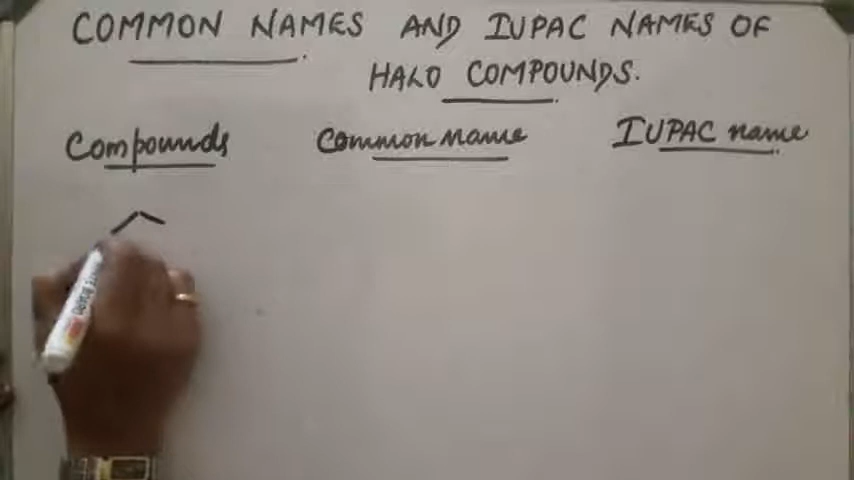 COMMON NAMES AND IUPAC NAMES OF
HALO COMPOUNDS.
Compounds Common name IUPAC name